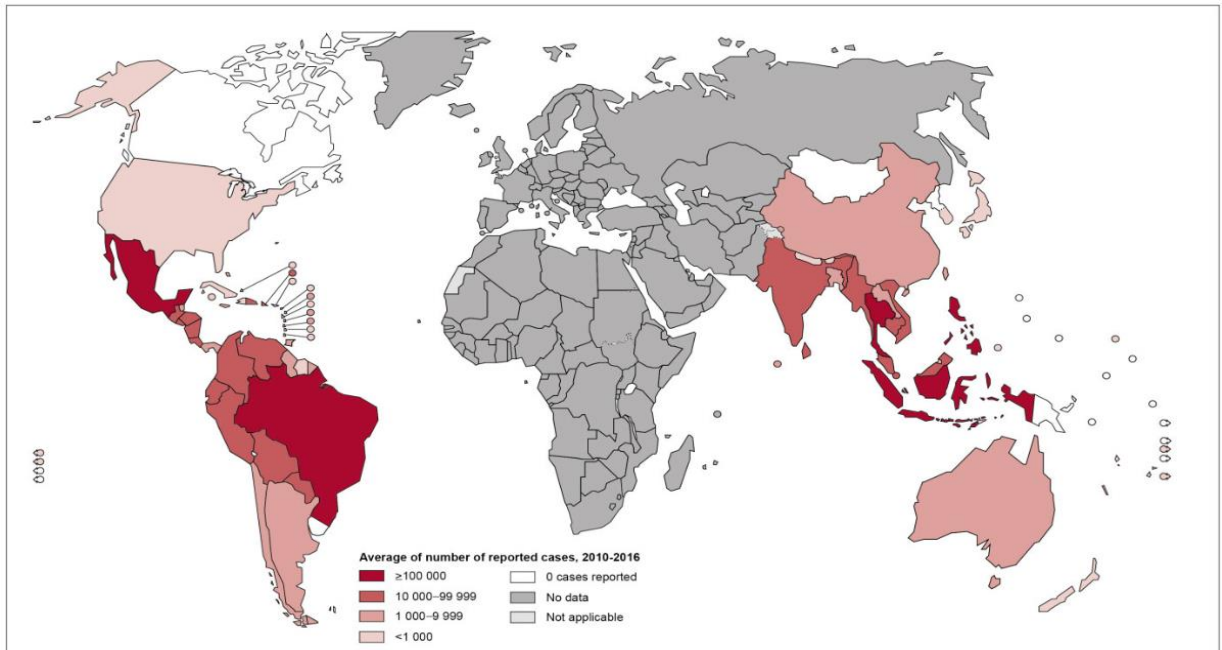 Average of number of reported cases, 2010-2016
≥100 000
10 000–99 999
1 000–9 999
<1 000
0 cases reported
No data
Not applicable